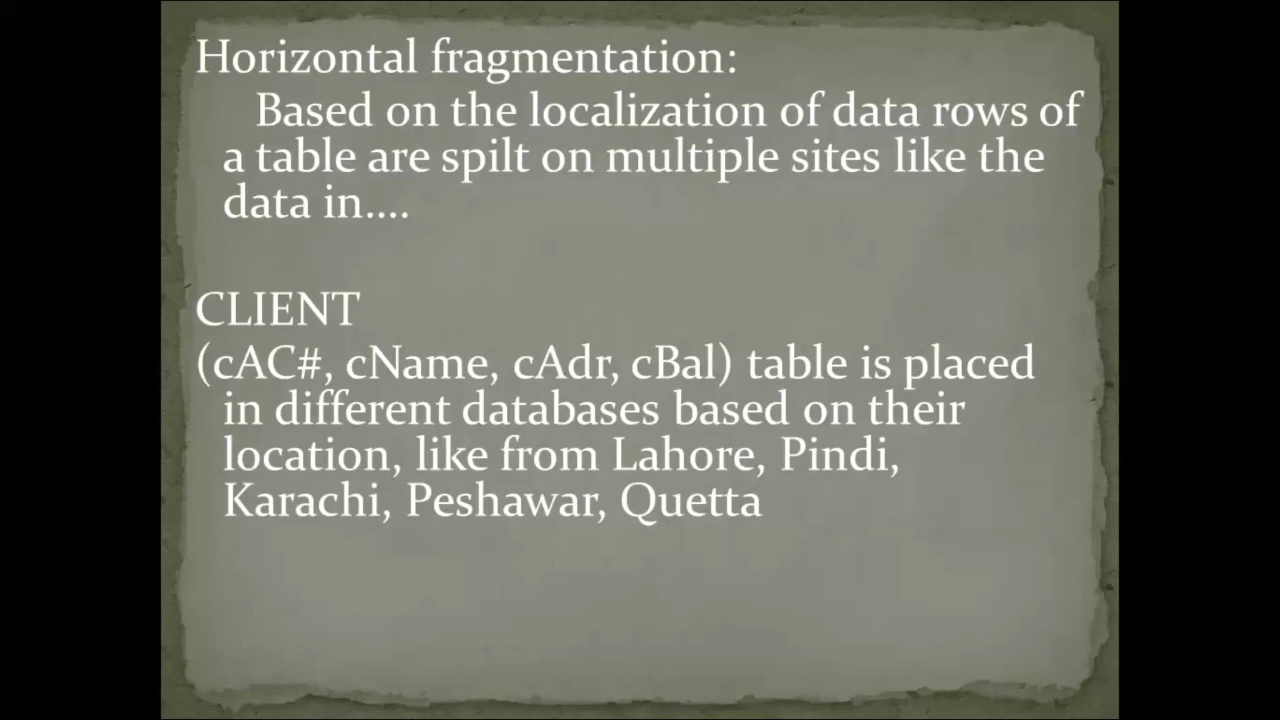 Horizontal fragmentation:
Based on the localization of data rows of
a table are spilt on multiple sites like the
data in....
CLIENT
(cAC#, cName, cAdr, cBal) table is placed
in different databases based on their
location, like from Lahore, Pindi,
Karachi, Peshawar, Quetta